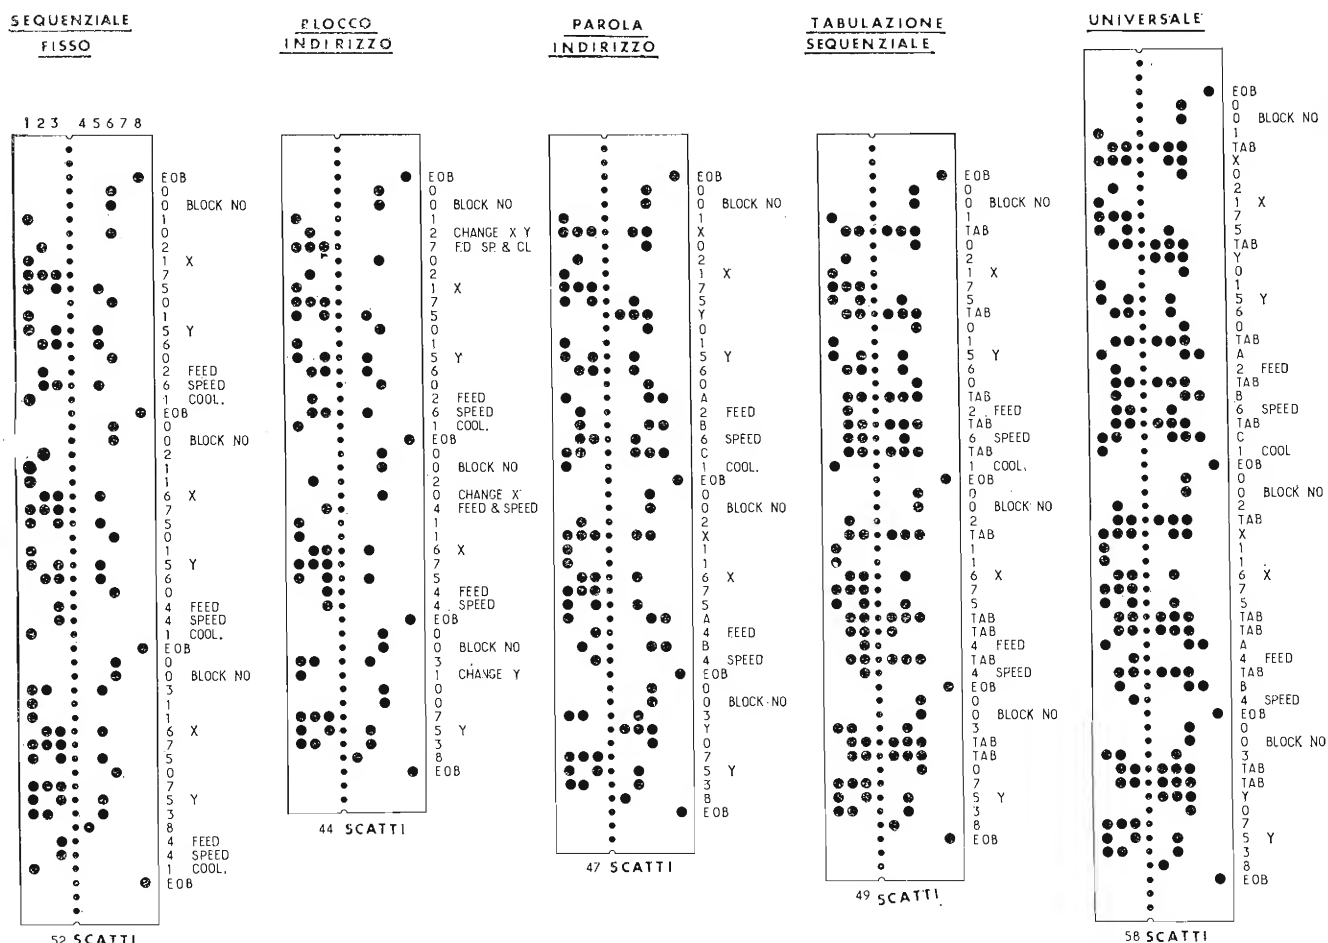 SEQUENZIALE
FISSO
1 2 3 4 5 6 7 8
EOB
0
0 BLOCK NO
1
0
2
1 X
7
5
0
1
5 Y
6
0
2 FEED
6 SPEED
1 COOL.
EOB
0
0 BLOCK NO
2
1
1
6 X
7
5
0
1
5 Y
6
0
4 FEED
4 SPEED
1 COOL.
EOB
0
0 BLOCK NO
3
1
1
6 X
7
5
0
7
5 Y
3
8
4 FEED
4 SPEED
1 COOL.
EOB
52 SCATTI
BLOCCO
INDIRIZZO
EOB
0
0 BLOCK NO
1
2 CHANGE X Y
7 F.D SP. & CL
0
2
1 X
7
5
0
1
5 Y
6
0
2 FEED
6 SPEED
1 COOL.
EOB
0
0 BLOCK NO
2
0 CHANGE X
4 FEED & SPEED
1
1
6 X
7
5
4 FEED
4 SPEED
EOB
0
0 BLOCK NO
3
1 CHANGE Y
0
0
7
5 Y
3
8
EOB
44 SCATTI
PAROLA
INDIRIZZO
EOB
0
0 BLOCK NO
1
X
0
2
1 X
7
5
Y
0
1
5 Y
6
0
A
2 FEED
B
6 SPEED
C
1 COOL.
EOB
0
0 BLOCK NO
2
X
1
1
6 X
7
5
A
4 FEED
B
4 SPEED
EOB
0
0 BLOCK NO
3
Y
0
7
5 Y
3
B
EOB
47 SCATTI
TABULAZIONE
SEQUENZIALE
EOB
0
0 BLOCK NO
1
TAB
0
2
1 X
7
5
TAB
0
1
5 Y
6
0
TAB
2 FEED
TAB
6 SPEED
TAB
1 COOL.
EOB
0
0 BLOCK NO
2
TAB
1
1
6 X
7
5
TAB
TAB
4 FEED
TAB
4 SPEED
EOB
0
0 BLOCK NO
3
TAB
TAB
0
7
5 Y
3
8
EOB
49 SCATTI
UNIVERSALE
EOB
0
0 BLOCK NO
1
TAB
X
0
2
1 X
7
5
TAB
Y
0
1
5 Y
6
0
TAB
A
2 FEED
TAB
B
6 SPEED
TAB
C
1 COOL
EOB
0
0 BLOCK NO
2
TAB
X
1
1
6 X
7
5
TAB
TAB
A
4 FEED
TAB
B
4 SPEED
EOB
0
0 BLOCK NO
3
TAB
TAB
Y
0
7
5 Y
3
8
EOB
58 SCATTI